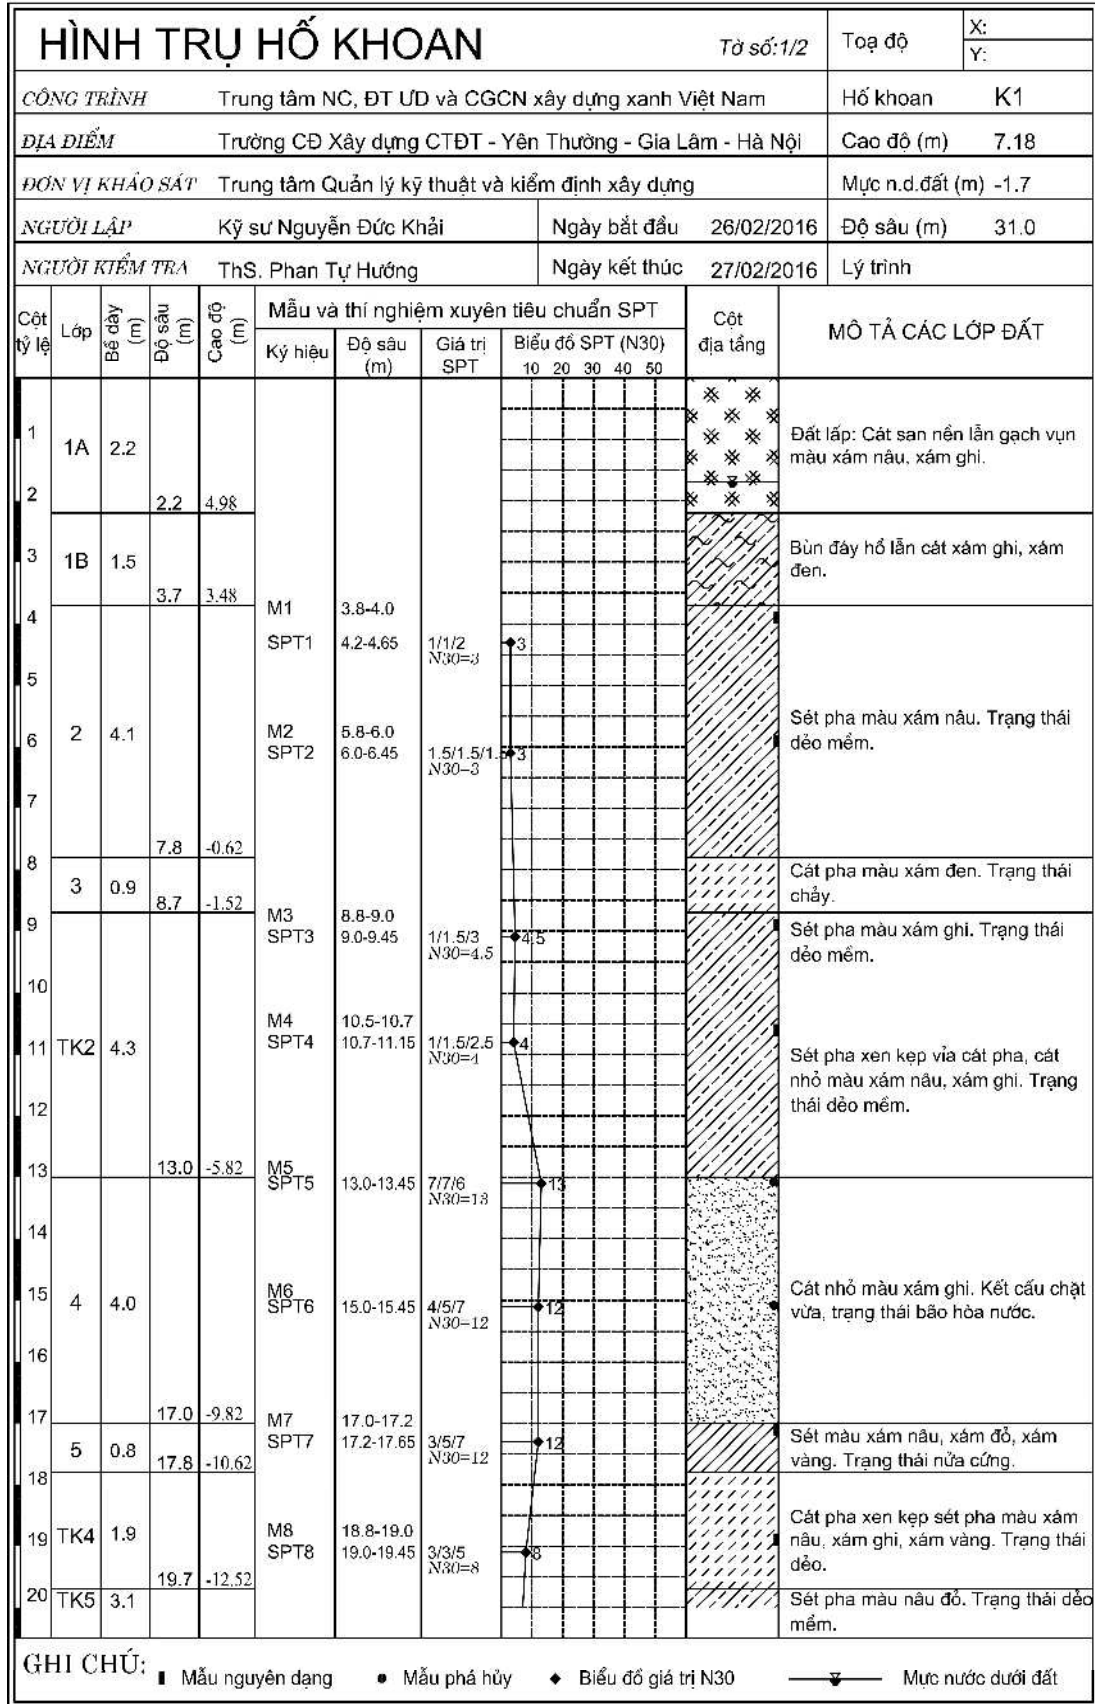 HÌNH TRỤ HỐ KHOAN
Tờ số:1/2
Toạ độ
X:
Y:
CÔNG TRÌNH Trung tâm NC, ĐT ƯD và CGCN xây dựng xanh Việt Nam
Hố khoan K1
ĐỊA ĐIỂM Trường CĐ Xây dựng CTĐT - Yên Thường - Gia Lâm - Hà Nội
Cao độ (m) 7.18
ĐƠN VỊ KHẢO SÁT Trung tâm Quản lý kỹ thuật và kiểm định xây dựng
Mực n.d.đất (m) -1.7
NGƯỜI LẬP Kỹ sư Nguyễn Đức Khải Ngày bắt đầu 26/02/2016
Độ sâu (m) 31.0
NGƯỜI KIỂM TRA ThS. Phan Tự Hướng Ngày kết thúc 27/02/2016
Lý trình
Cột
tỷ lệ
Lớp
Bề dày
(m)
Độ sâu
(m)
Cao độ
(m)
Mẫu và thí nghiệm xuyên tiêu chuẩn SPT
Ký hiệu
Độ sâu
(m)
Giá trị
SPT
Biểu đồ SPT (N30)
10 20 30 40 50
Cột
địa tầng
MÔ TẢ CÁC LỚP ĐẤT
1
1A 2.2
Đất lấp: Cát san nền lẫn gạch vụn
màu xám nâu, xám ghi.
2
2.2 4.98
3
1B 1.5
Bùn đáy hồ lẫn cát xám ghi, xám
đen.
3.7 3.48
M1 3.8-4.0
4
SPT1 4.2-4.65 1/1/2 3
N30=3
5
2 4.1
Sét pha màu xám nâu. Trạng thái
dẻo mềm.
M2 5.8-6.0
6
SPT2 6.0-6.45 1.5/1.5/1.5 3
N30=3
7
7.8 -0.62
8
3 0.9
Cát pha màu xám đen. Trạng thái
chảy.
8.7 -1.52
M3 8.8-9.0
9
SPT3 9.0-9.45 1/1.5/3 4.5
N30=4.5
Sét pha màu xám ghi. Trạng thái
dẻo mềm.
10
M4 10.5-10.7
SPT4 10.7-11.15 1/1.5/2.5 4
N30=4
11 TK2 4.3
Sét pha xen kẹp vỉa cát pha, cát
nhỏ màu xám nâu, xám ghi. Trạng
thái dẻo mềm.
12
13
13.0 -5.82
M5
SPT5 13.0-13.45 7/7/6 13
N30=13
14
15
4 4.0
M6
SPT6 15.0-15.45 4/5/7 12
N30=12
Cát nhỏ màu xám ghi. Kết cấu chặt
vừa, trạng thái bão hòa nước.
16
17
17.0 -9.82
M7 17.0-17.2
SPT7 17.2-17.65 3/5/7 12
N30=12
5 0.8
Sét màu xám nâu, xám đỏ, xám
vàng. Trạng thái nửa cứng.
17.8 -10.62
18
19 TK4 1.9
M8 18.8-19.0
SPT8 19.0-19.45 3/3/5 8
N30=8
Cát pha xen kẹp sét pha màu xám
nâu, xám ghi, xám vàng. Trạng thái
dẻo.
19.7 -12.52
20 TK5 3.1
Sét pha màu nâu đỏ. Trạng thái dẻo
mềm.
GHI CHÚ: Mẫu nguyên dạng Mẫu phá hủy Biểu đồ giá trị N30 Mực nước dưới đất